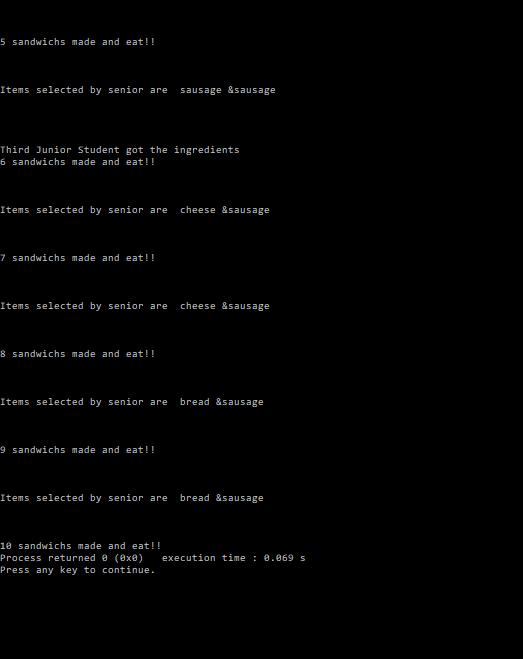 5 sandwichs made and eat!!
Items selected by senior are  sausage &sausage
Third Junior Student got the ingredients
6 sandwichs made and eat!!
Items selected by senior are  cheese &sausage
7 sandwichs made and eat!!
Items selected by senior are  cheese &sausage
8 sandwichs made and eat!!
Items selected by senior are  bread &sausage
9 sandwichs made and eat!!
Items selected by senior are  bread &sausage
10 sandwichs made and eat!!
Process returned 0 (0x0)   execution time : 0.069 s
Press any key to continue.